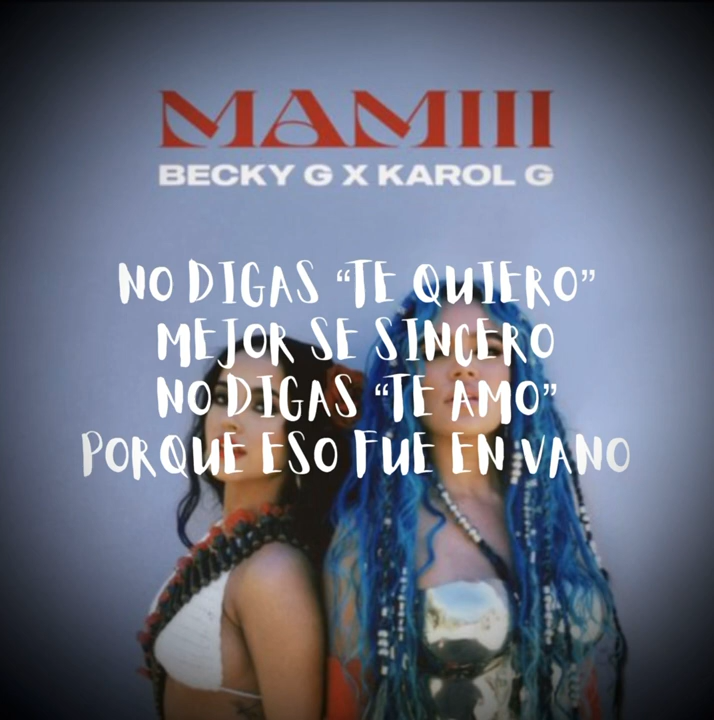 MAMIII
BECKY G X KAROL G
NO DIGAS “TE QUIERO”
MEJOR SE SINCERO
NO DIGAS “TE AMO”
PORQUE ESO FUE EN VANO